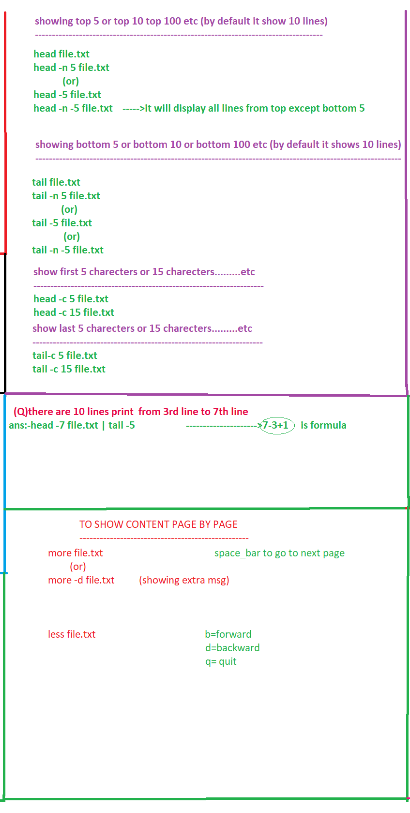 showing top 5 or top 10 top 100 etc (by default it show 10 lines)
--------------------------------------------------------------------------------------
head file.txt
head -n 5 file.txt
(or)
head -5 file.txt
head -n -5 file.txt ----->it will display all lines from top except bottom 5
showing bottom 5 or bottom 10 or bottom 100 etc (by default it shows 10 lines)
-------------------------------------------------------------------------------------------------------------
tail file.txt
tail -n 5 file.txt
(or)
tail -5 file.txt
(or)
tail -n -5 file.txt
show first 5 charecters or 15 charecters.........etc
---------------------------------------------------------------------
head -c 5 file.txt
head -c 15 file.txt
show last 5 charecters or 15 charecters.........etc
---------------------------------------------------------------------
tail-c 5 file.txt
tail -c 15 file.txt
(Q)there are 10 lines print from 3rd line to 7th line
ans:-head -7 file.txt | tail -5 --------------------->7-3+1 is formula
TO SHOW CONTENT PAGE BY PAGE
--------------------------------------------------
more file.txt space bar to go to next page
(or)
more -d file.txt (showing extra msg)
less file.txt b=forward
d=backward
q= quit